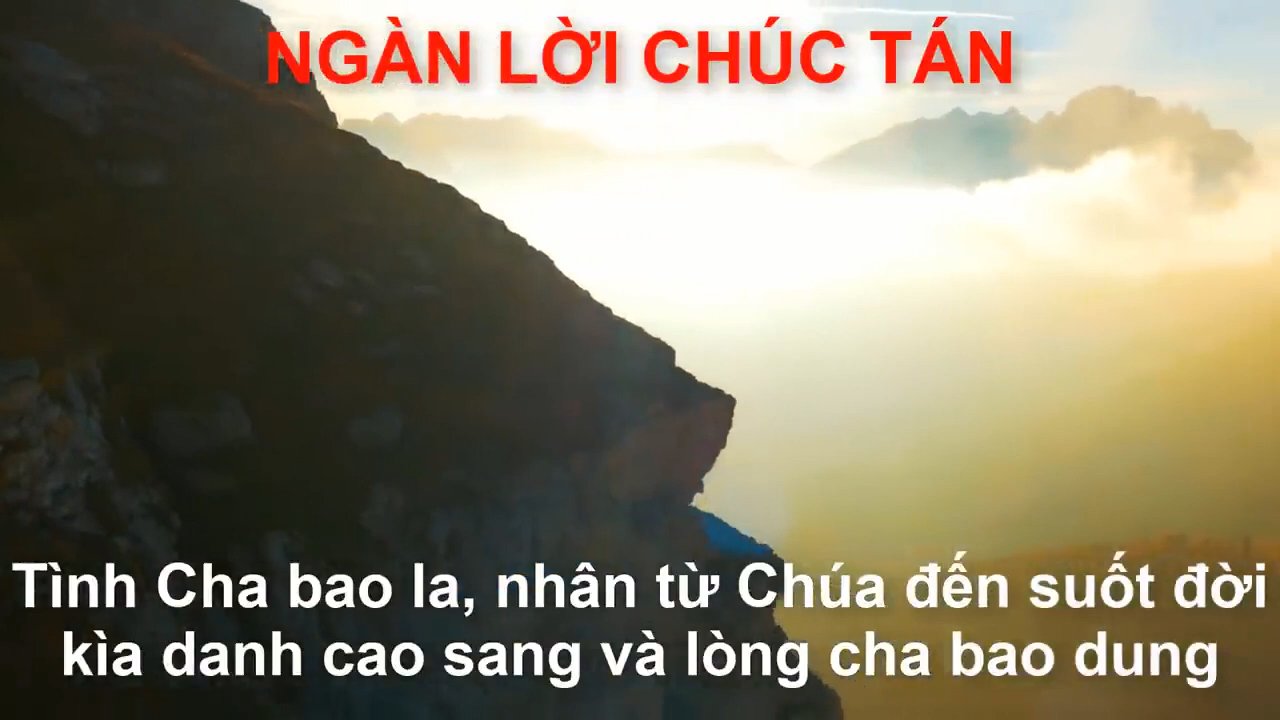 NGÀN LỜI CHÚC TÁN
Tình Cha bao la, nhân từ Chúa đến suốt đời
kìa danh cao sang và lòng cha bao dung